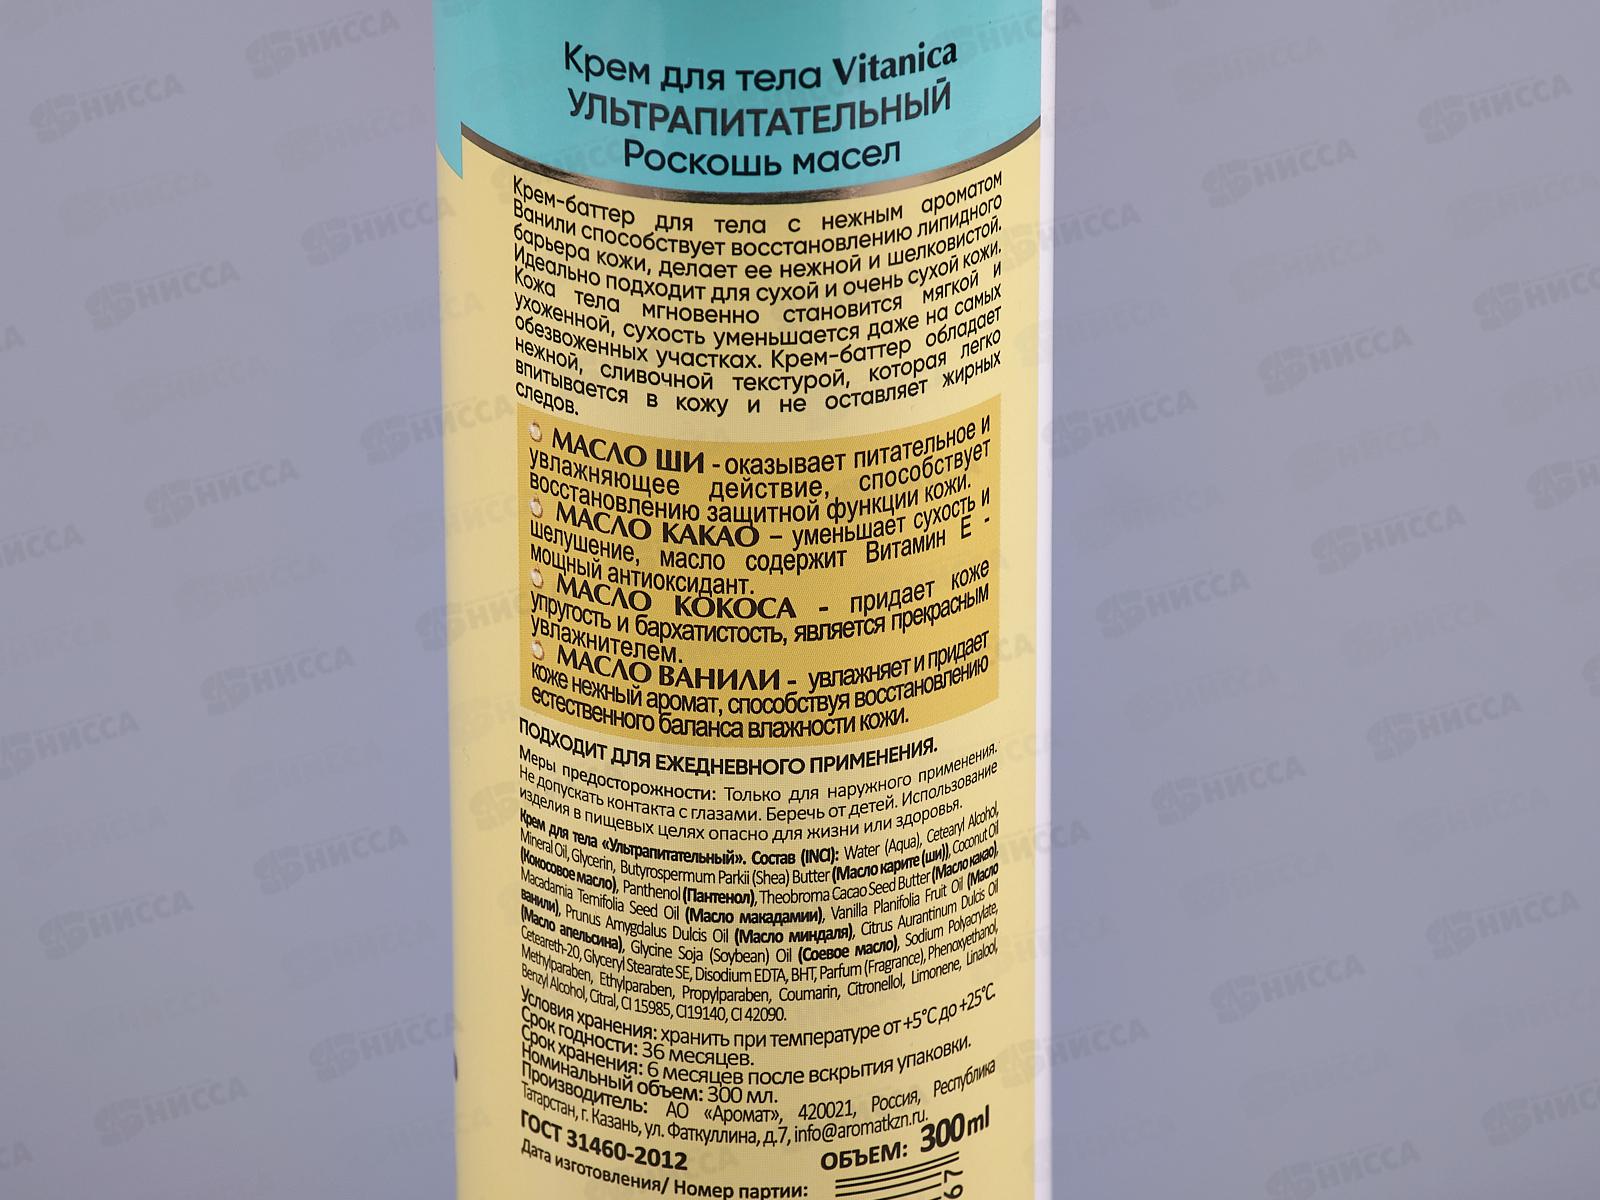 Крем для тела Vitanica
УЛЬТРАПИТАТЕЛЬНЫЙ
Роскошь масел
Крем-баттер для тела с нежным ароматом
Ванили способствует восстановлению липидного
барьера кожи, делает ее нежной и шелковистой.
Идеально подходит для сухой и очень сухой кожи.
Кожа тела мгновенно становится мягкой и
ухоженной, сухость уменьшается даже на самых
обезвоженных участках. Крем-баттер обладает
нежной, сливочной текстурой, которая легко
впитывается в кожу и не оставляет жирных
следов.
МАСЛО ШИ - оказывает питательное и
увлажняющее действие, способствует
восстановлению защитной функции кожи.
МАСЛО КАКАО – уменьшает сухость и
шелушение, масло содержит Витамин Е -
мощный антиоксидант.
МАСЛО КОКОСА - придает коже
упругость и бархатистость, является прекрасным
увлажнителем.
МАСЛО ВАНИЛИ - увлажняет и придает
коже нежный аромат, способствуя восстановлению
естественного баланса влажности кожи.
ПОДХОДИТ ДЛЯ ЕЖЕДНЕВНОГО ПРИМЕНЕНИЯ.
Меры предосторожности: Только для наружного применения.
Не допускать контакта с глазами. Беречь от детей. Использование
изделия в пищевых целях опасно для жизни или здоровья.
Крем для тела «Ультрапитательный». Состав (INCI): Water (Aqua), Cetearyl Alcohol,
Mineral Oil, Glycerin, Butyrospermum Parkii (Shea) Butter (Масло карите (ши)), Coconut Oil
(Кокосовое масло), Panthenol (Пантенол), Theobroma Cacao Seed Butter (Масло какао),
Macadamia Ternifolia Seed Oil (Масло макадамии), Vanilla Planifolia Fruit Oil (Масло
ванили), Prunus Amygdalus Dulcis Oil (Масло миндаля), Citrus Aurantinum Dulcis Oil
(Масло апельсина), Glycine Soja (Soybean) Oil (Соевое масло), Sodium Polyacrylate,
Ceteareth-20, Glyceryl Stearate SE, Disodium EDTA, BHT, Parfum (Fragrance), Phenoxyethanol,
Methylparaben, Ethylparaben, Propylparaben, Coumarin, Citronellol, Limonene, Linalool,
Benzyl Alcohol, Citral, CI 15985, CI19140, CI 42090.
Условия хранения: хранить при температуре от +5°С до +25°С.
Срок годности: 36 месяцев.
Срок хранения: 6 месяцев после вскрытия упаковки.
Номинальный объем: 300 мл.
Производитель: АО «Аромат», 420021, Россия, Республика
Татарстан, г. Казань, ул. Фаткуллина, д.7, info@aromatkzn.ru.
ГОСТ 31460-2012
ОБЪЕМ: 300 ml
Дата изготовления/ Номер партии:
67
НИССА